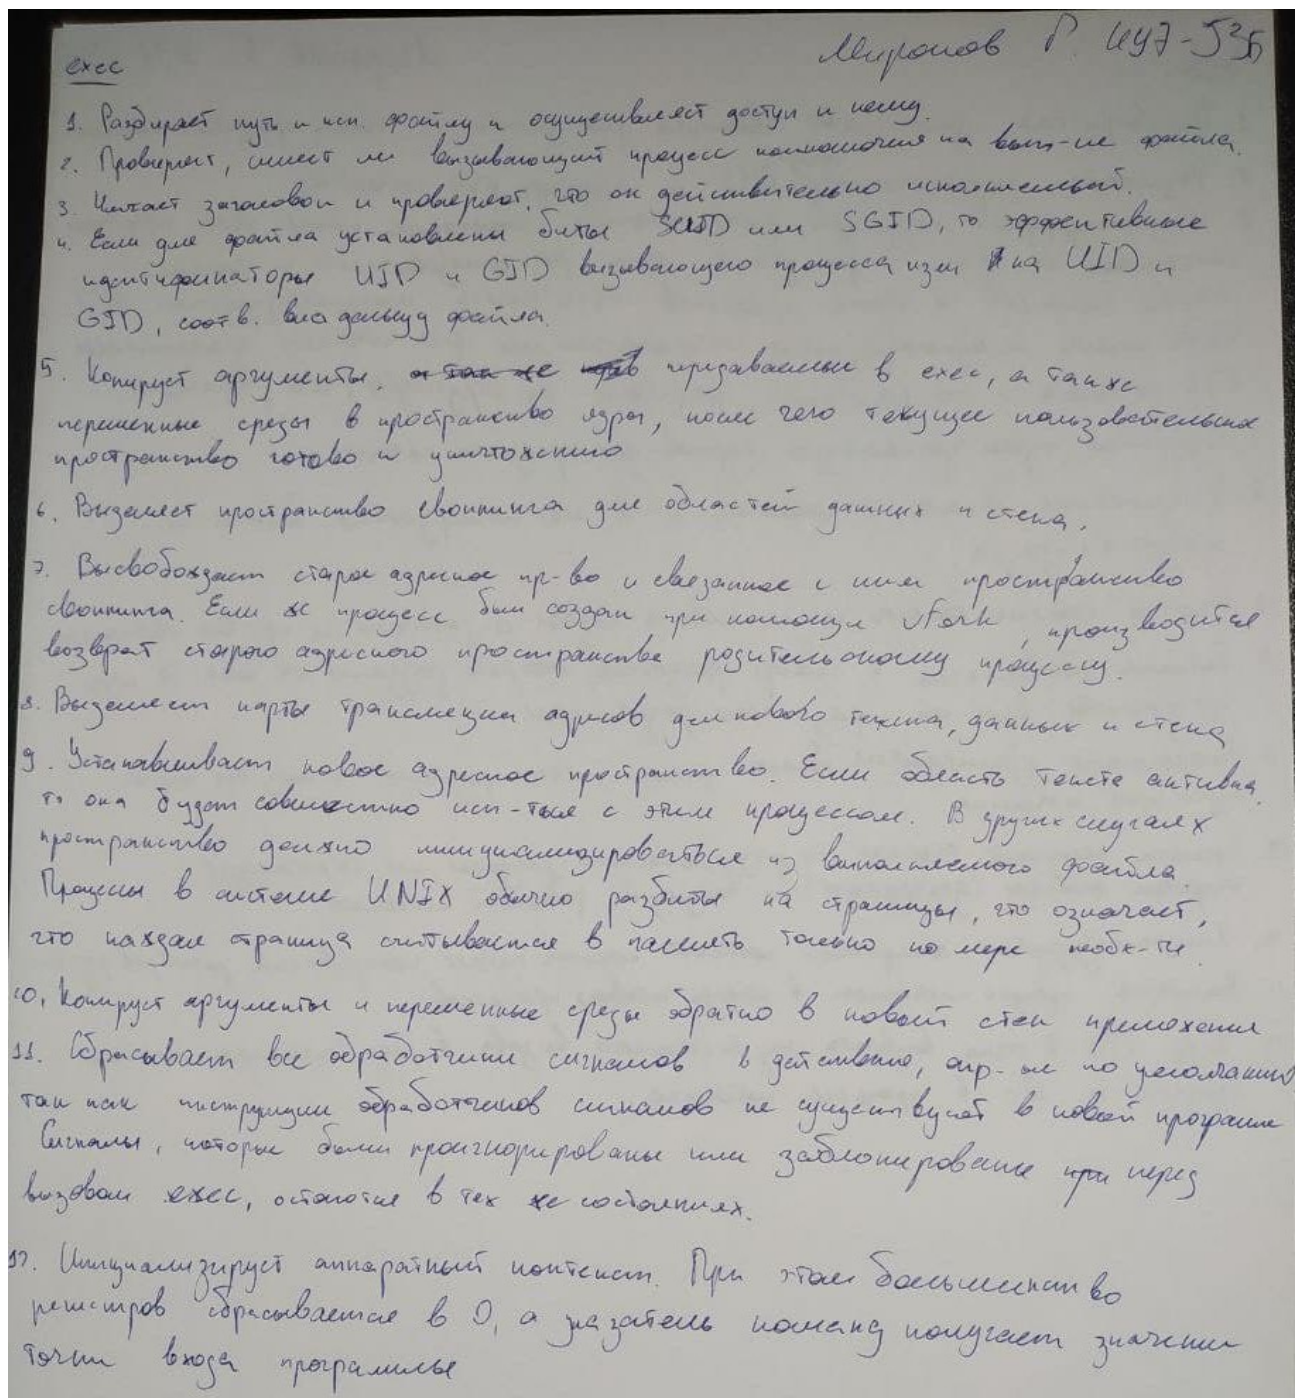 Миронов Г. ИУ7-53Б
exec
1. Разбирает путь к исп. файлу и осуществляет доступ к нему.
2. Проверяет, имеет ли вызывающий процесс полномочия на вып-ие файла.
3. Читает заголовок и проверяет, что он действительно исполняемый.
4. Если для файла установлены биты SUID или SGID, то эффективные
идентификаторы UID и GID вызывающего процесса изм на UID и
GID, соотв. владельцу файла.
5. Копирует аргументы, передаваемые в exec, а также
переменные среды в пространство ядра, после чего текущее пользовательское
пространство готово к уничтожению
6. Выделяет пространство свопинга для областей данных и стека.
7. Высвобождает старое адресное пр-во и связанное с ним пространство
свопинга. Если же процесс был создан при помощи vfork, производится
возврат старого адресного пространства родительскому процессу.
8. Выделяет карты трансляции адресов для нового текста, данных и стека
9. Устанавливает новое адресное пространство. Если область текста активна,
то она будет совместно исп-ться с этим процессом. В других случаях
пространство должно инициализироваться из выполняемого файла.
Процессы в системе UNIX обычно разбиты на страницы, что означает,
что каждая страница считывается в память только по мере необх-ти.
10. Копирует аргументы и переменные среды обратно в новый стек приложения
11. Сбрасывает все обработчики сигналов в действию, опр-ые по умолчанию,
так как инструкции обработчиков сигналов не существует в новой программе
Сигналы, которые были проигнорированы или заблокированы перед
вызовом exec, остаются в тех же состояниях.
12. Инициализирует аппаратный контекст. При этом большинство
регистров сбрасывается в 0, а указатель команд получает значение
точки входа программы